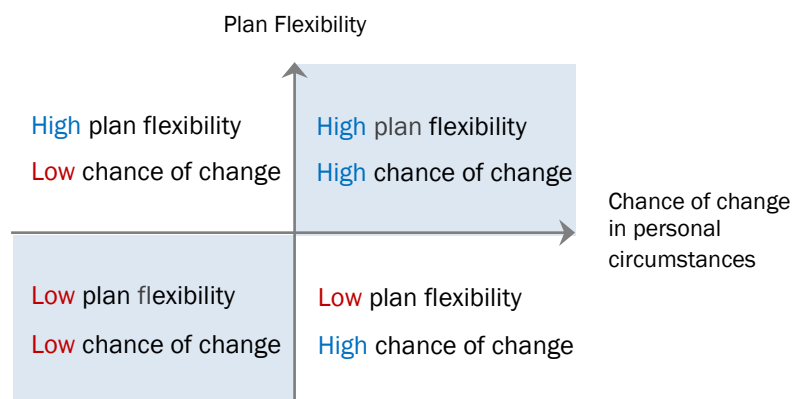 Plan Flexibility
High plan flexibility
Low chance of change
High plan flexibility
High chance of change
Chance of change
in personal
circumstances
Low plan flexibility
Low chance of change
Low plan flexibility
High chance of change